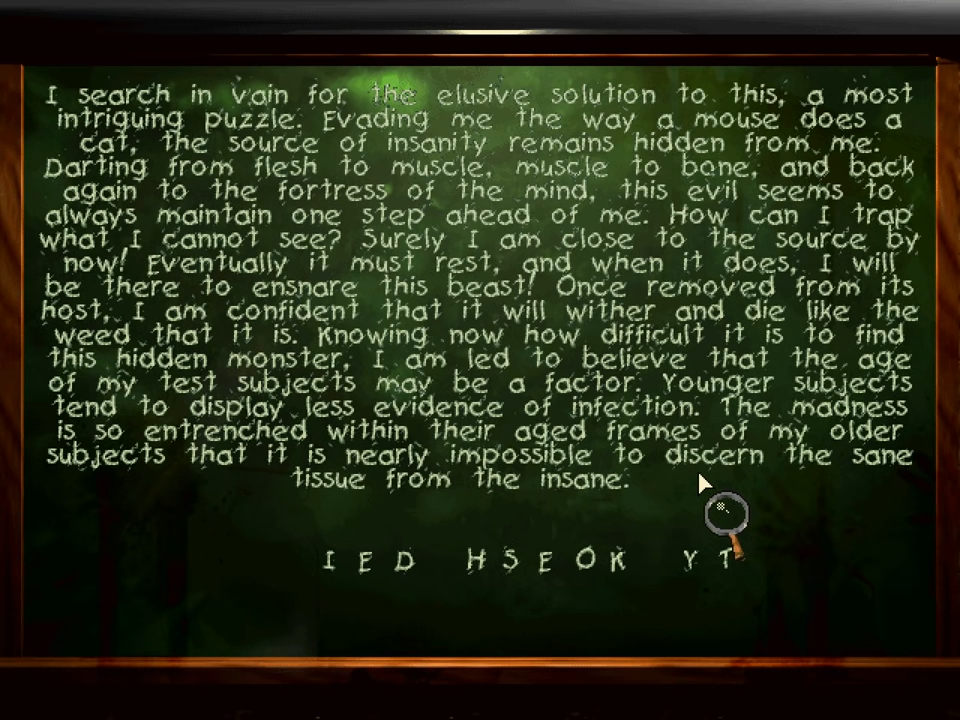 I search in vain for the elusive solution to this, a most
intriguing puzzle. Evading me the way a mouse does a
cat, the source of insanity remains hidden from me.
Darting from flesh to muscle, muscle to bone, and back
again to the fortress of the mind, this evil seems to
always maintain one step ahead of me. How can I trap
what I cannot see? Surely I am close to the source by
now! Eventually it must rest, and when it does, I will
be there to ensnare this beast! Once removed from its
host, I am confident that it will wither and die like the
weed that it is. Knowing now how difficult it is to find
this hidden monster, I am led to believe that the age
of my test subjects may be a factor. Younger subjects
tend to display less evidence of infection. The madness
is so entrenched within their aged frames of my older
subjects that it is nearly impossible to discern the sane
tissue from the insane.
I E D H S E O K Y T